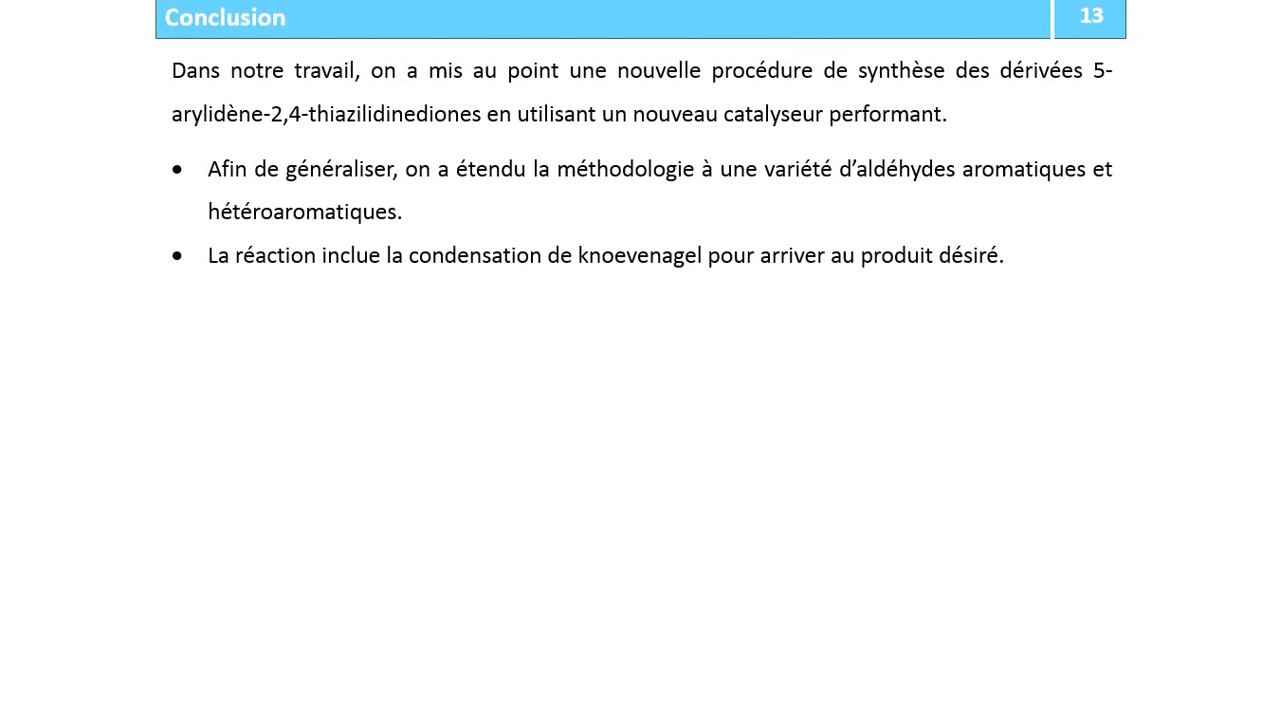 Conclusion 13
Dans notre travail, on a mis au point une nouvelle procédure de synthèse des dérivées 5-
arylidène-2,4-thiazilidinediones en utilisant un nouveau catalyseur performant.
• Afin de généraliser, on a étendu la méthodologie à une variété d’aldéhydes aromatiques et
hétéroaromatiques.
• La réaction inclue la condensation de knoevenagel pour arriver au produit désiré.